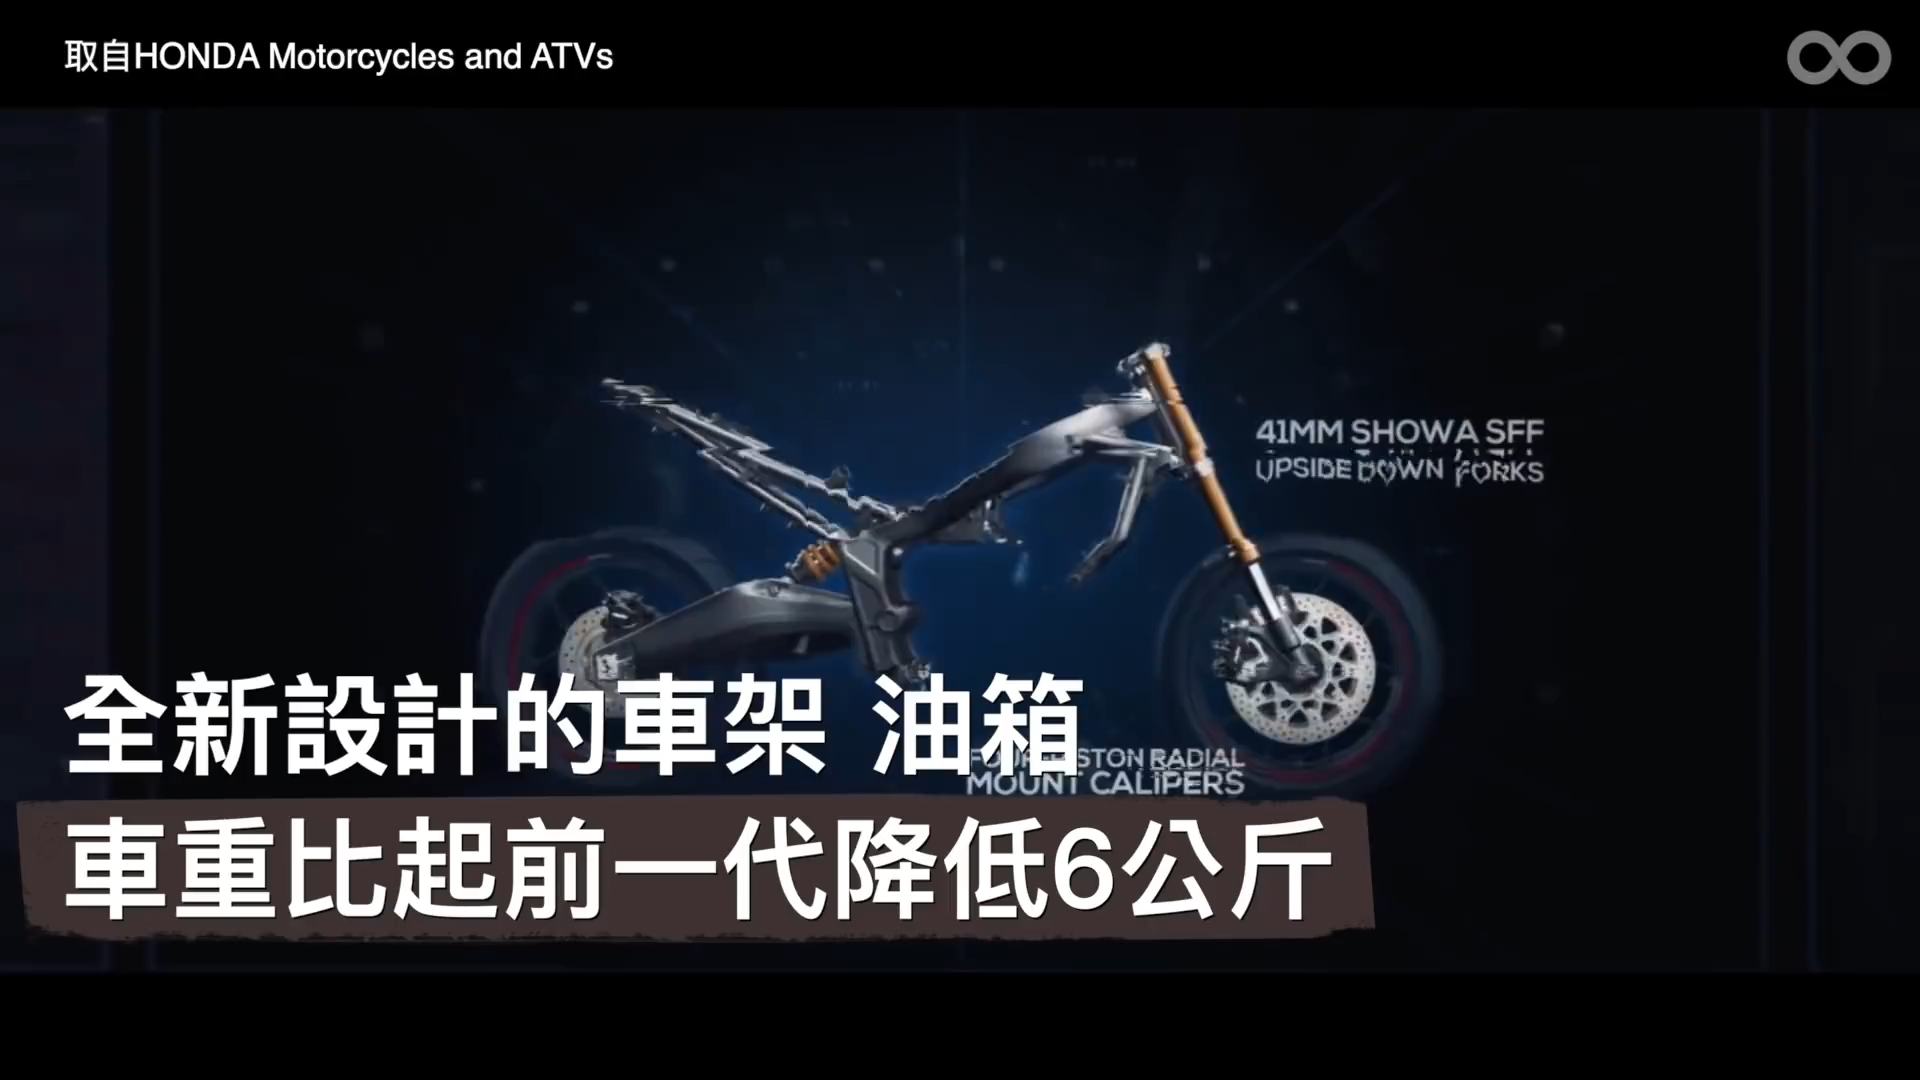 取自HONDA Motorcycles and ATVs
41MM SHOWA SFF
UPSIDE DOWN FORKS
全新設計的車架 油箱
RADIAL
MOUNT CALIPERS
車重比起前一代降低6公斤